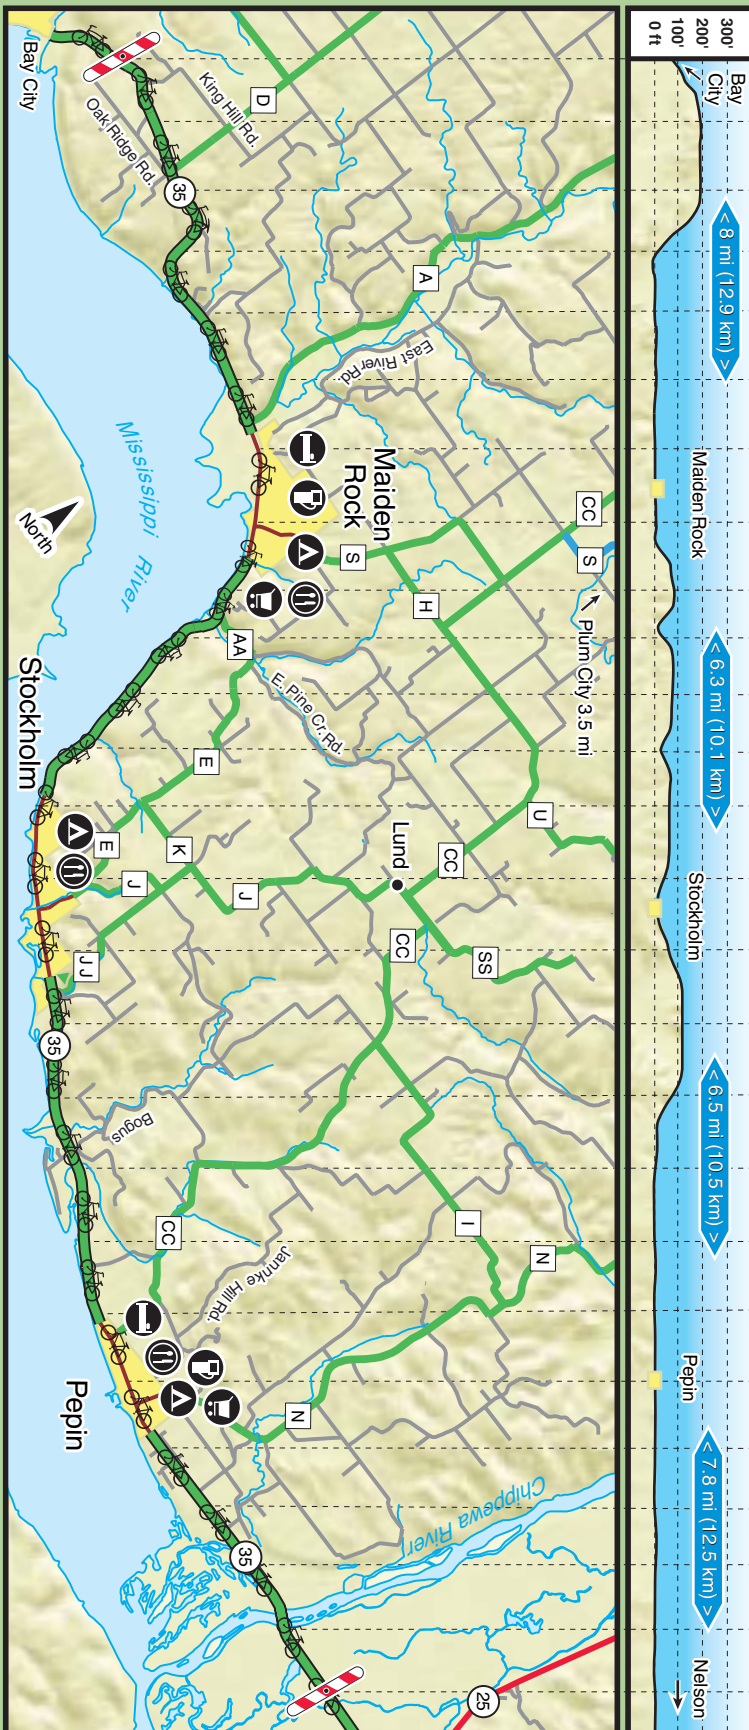 300'
200'
100'
0 ft
Bay
City
< 8 mi (12.9 km) >
Maiden Rock
< 6.3 mi (10.1 km) >
Stockholm
< 6.5 mi (10.5 km) >
Pepin
< 7.8 mi (12.5 km) >
Nelson
Bay City
King Hill Rd.
Oak Ridge Rd.
D
35
A
East River Rd.
Mississippi River
North
Maiden
Rock
CC
S
S
Plum City 3.5 mi
H
AA
E. Pine Cr. Rd.
Stockholm
E
U
K
E
J
J
Lund
CC
CC
SS
JJ
35
Bogus
CC
I
N
Jannke Hill Rd.
Pepin
N
Chippewa River
35
25